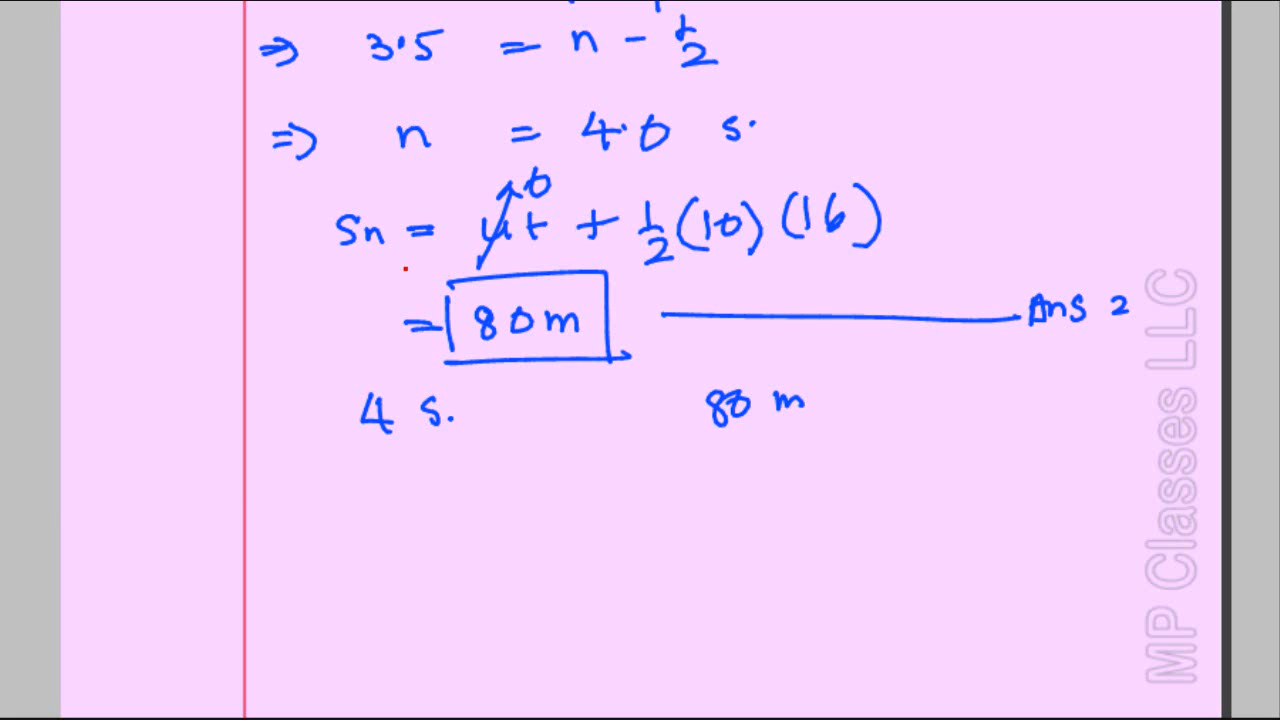 ⇒ 3.5 = n - 1/2
⇒ n = 4.0 s.
Sn = ut 0 + 1/2 (10) (16)
= 80m Ans 2
4 s. 80 m
MP Classes LLC